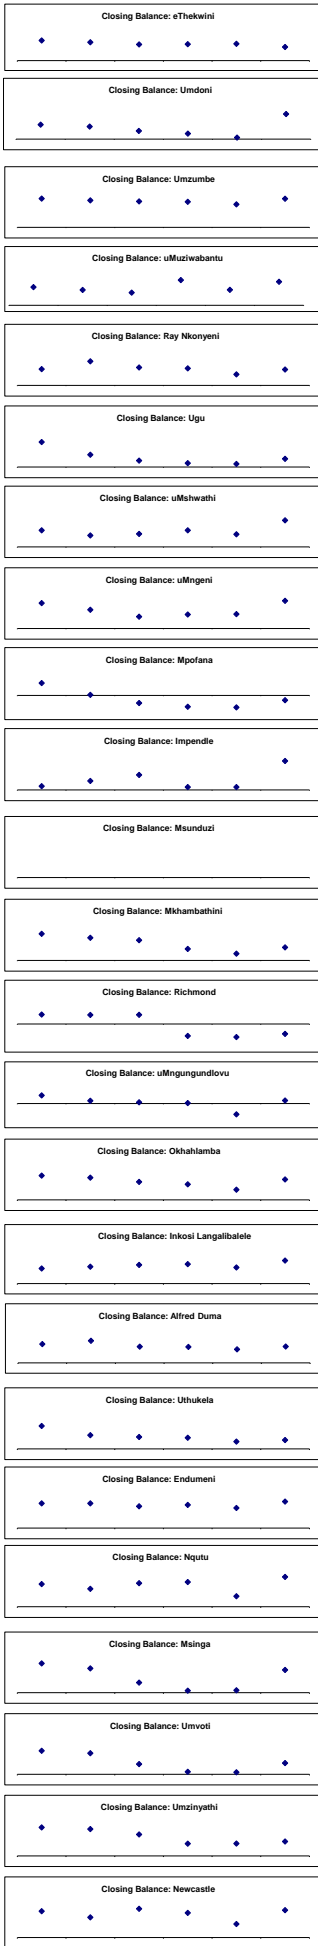 Closing Balance: eThekwini
Closing Balance: Umdoni
Closing Balance: Umzumbe
Closing Balance: uMuziwabantu
Closing Balance: Ray Nkonyeni
Closing Balance: Ugu
Closing Balance: uMshwathi
Closing Balance: uMngeni
Closing Balance: Mpofana
Closing Balance: Impendle
Closing Balance: Msunduzi
Closing Balance: Mkhambathini
Closing Balance: Richmond
Closing Balance: uMngungundlovu
Closing Balance: Okhahlamba
Closing Balance: Inkosi Langalibalele
Closing Balance: Alfred Duma
Closing Balance: Uthukela
Closing Balance: Endumeni
Closing Balance: Nqutu
Closing Balance: Msinga
Closing Balance: Umvoti
Closing Balance: Umzinyathi
Closing Balance: Newcastle